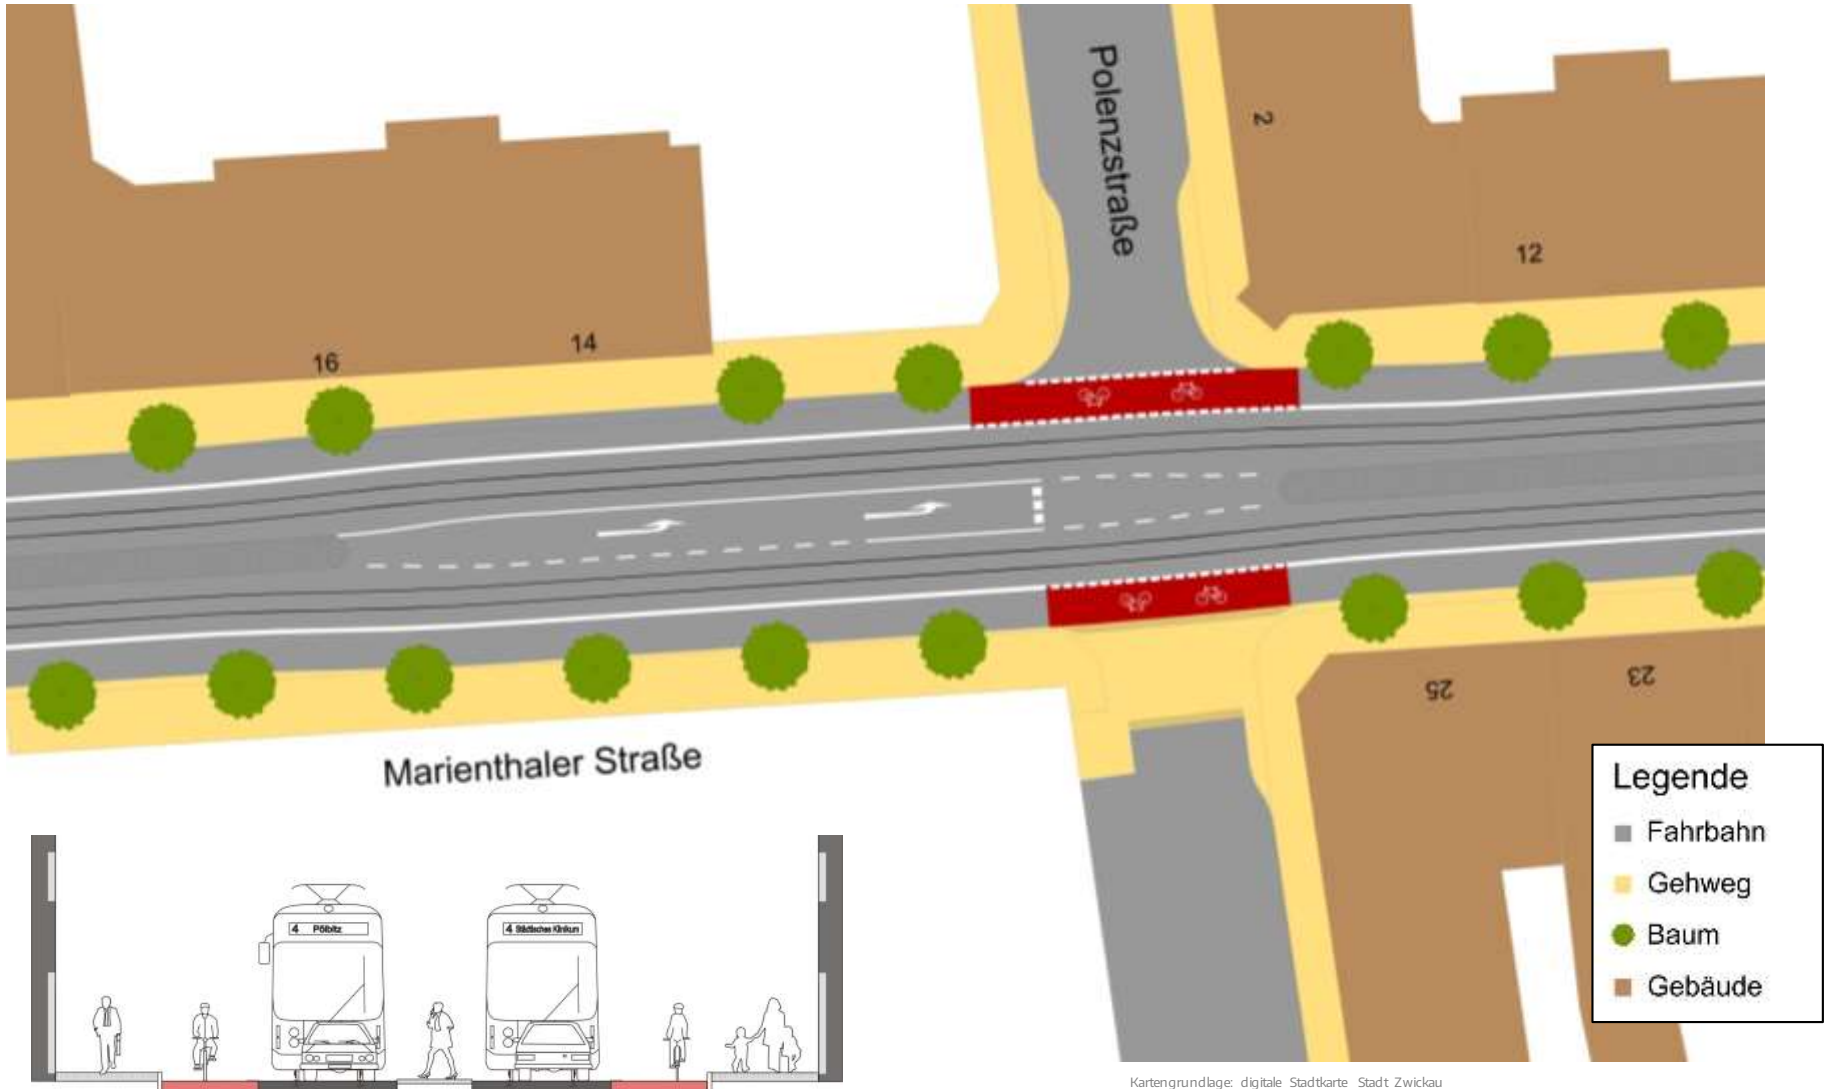 Polenzstraße
2
12
14
16
Marienthaler Straße
25
23
Legende
Fahrbahn
Gehweg
Baum
Gebäude
4 Pölbitz
4 Städtisches Klinikum
Kartengrundlage: digitale Stadtkarte Stadt Zwickau